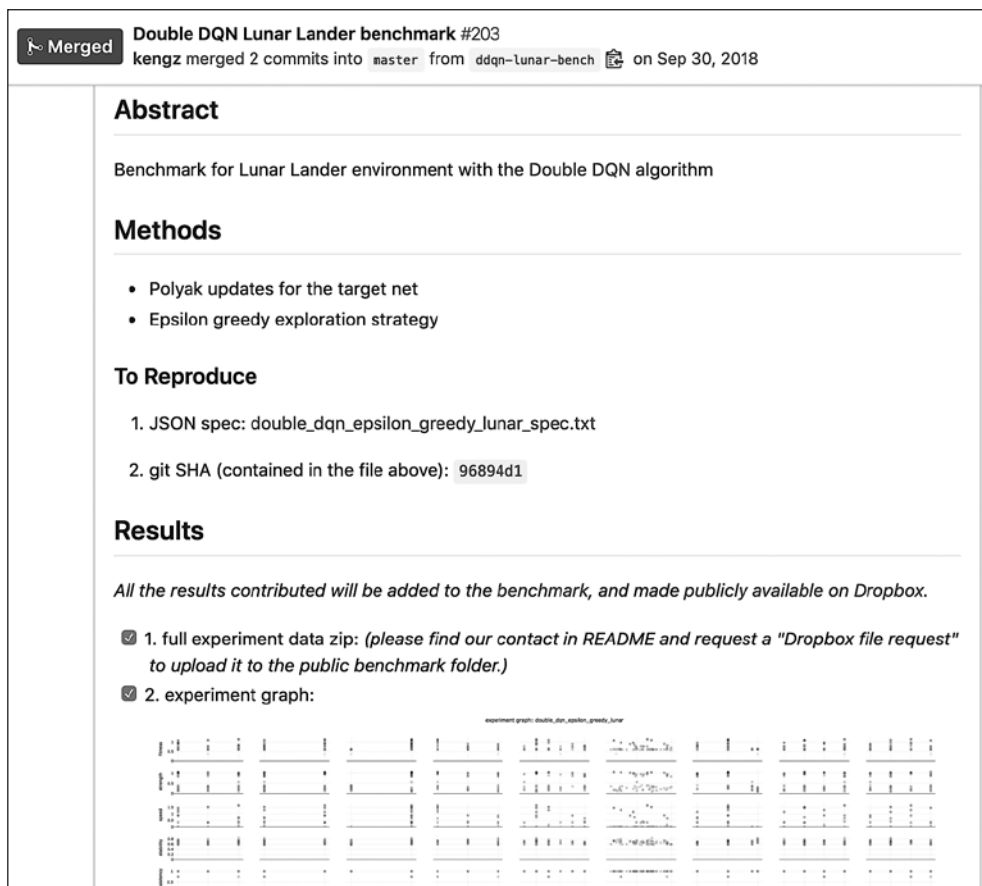 Merged
Double DQN Lunar Lander benchmark #203
kengz merged 2 commits into master from ddqn-lunar-bench on Sep 30, 2018
Abstract
Benchmark for Lunar Lander environment with the Double DQN algorithm
Methods
• Polyak updates for the target net
• Epsilon greedy exploration strategy
To Reproduce
1. JSON spec: double_dqn_epsilon_greedy_lunar_spec.txt
2. git SHA (contained in the file above): 96894d1
Results
All the results contributed will be added to the benchmark, and made publicly available on Dropbox.
1. full experiment data zip: (please find our contact in README and request a "Dropbox file request"
to upload it to the public benchmark folder.)
2. experiment graph:
experiment graph: double_dqn_epsilon_greedy_lunar
fitness
strength
speed
stability